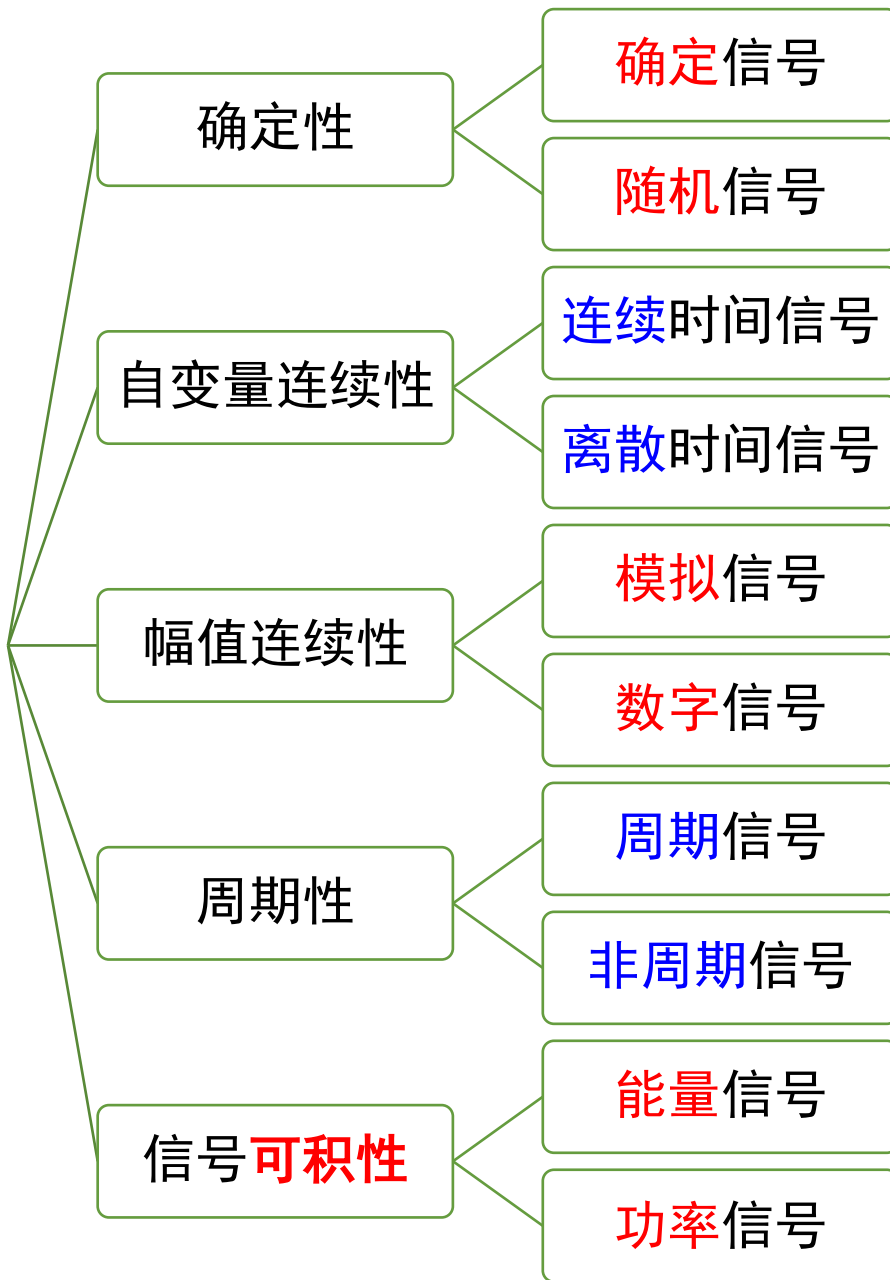 确定性
确定信号
随机信号
自变量连续性
连续时间信号
离散时间信号
幅值连续性
模拟信号
数字信号
周期性
周期信号
非周期信号
信号可积性
能量信号
功率信号